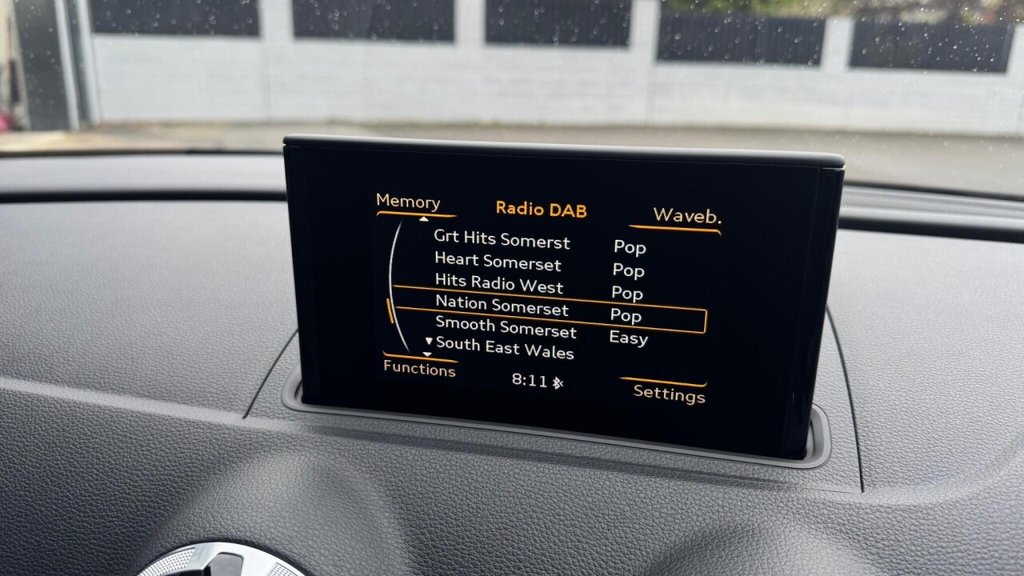 Memory Radio DAB Waveb.
Grt Hits Somerst Pop
Heart Somerset Pop
Hits Radio West Pop
Nation Somerset Pop
Smooth Somerset Easy
South East Wales
Functions 8:11 Settings